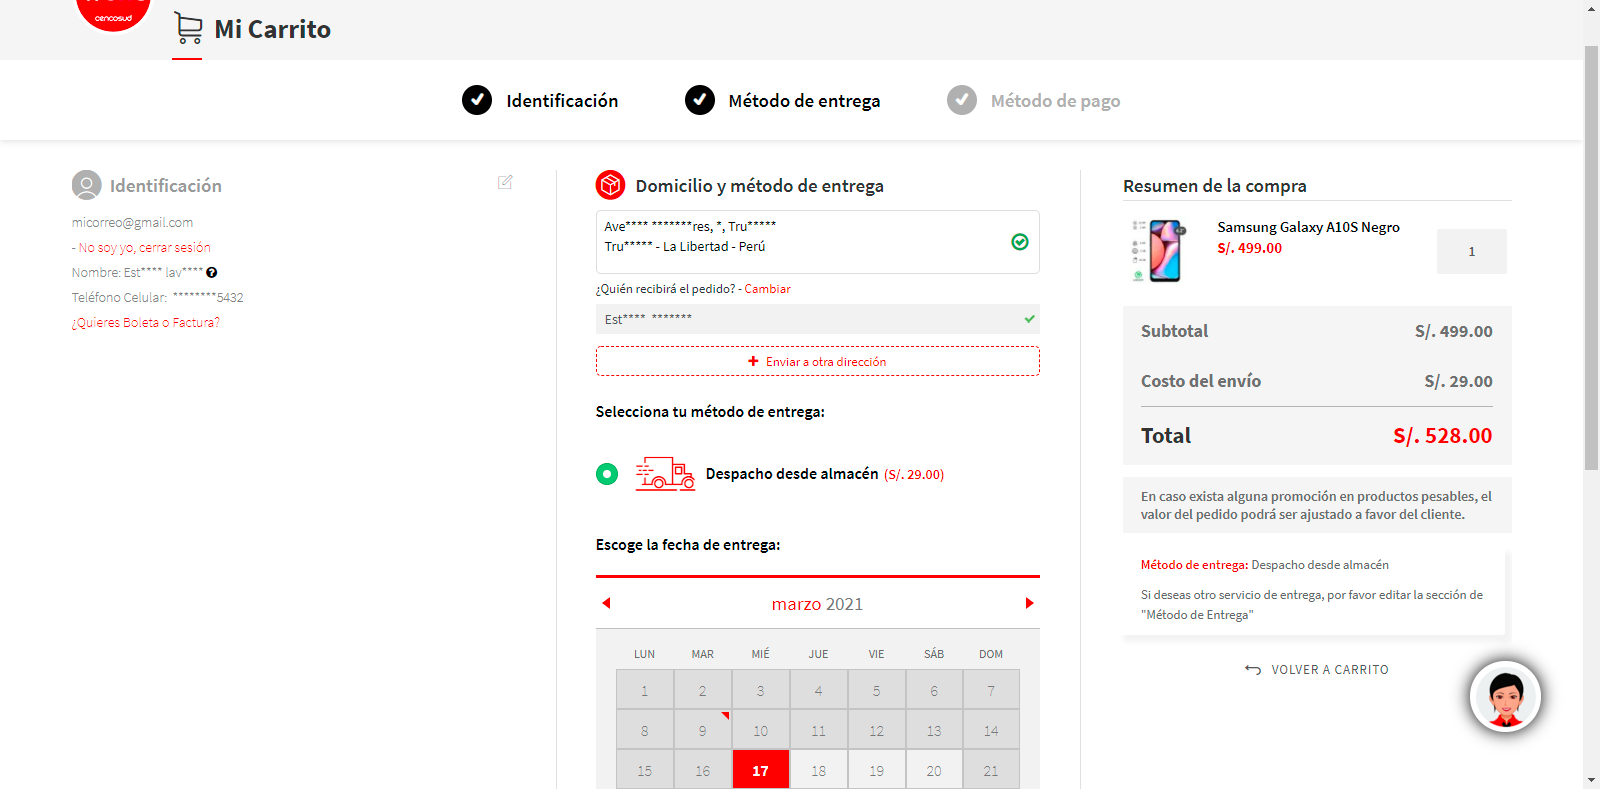 cencosud
Mi Carrito
Identificación
Método de entrega
Método de pago
Identificación
micorreo@gmail.com
- No soy yo, cerrar sesión
Nombre: Est**** lav****
Teléfono Celular: ********5432
¿Quieres Boleta o Factura?
Domicilio y método de entrega
Ave**** *******res, *, Tru*****
Tru***** - La Libertad - Perú
¿Quién recibirá el pedido? - Cambiar
Est**** *******
+ Enviar a otra dirección
Selecciona tu método de entrega:
Despacho desde almacén (S/. 29.00)
Escoge la fecha de entrega:
marzo 2021
LUN MAR MIÉ JUE VIE SÁB DOM
1 2 3 4 5 6 7
8 9 10 11 12 13 14
15 16 17 18 19 20 21
Resumen de la compra
Samsung Galaxy A10S Negro
S/. 499.00
1
Subtotal S/. 499.00
Costo del envío S/. 29.00
Total S/. 528.00
En caso exista alguna promoción en productos pesables, el
valor del pedido podrá ser ajustado a favor del cliente.
Método de entrega: Despacho desde almacén
Si deseas otro servicio de entrega, por favor editar la sección de
"Método de Entrega"
VOLVER A CARRITO